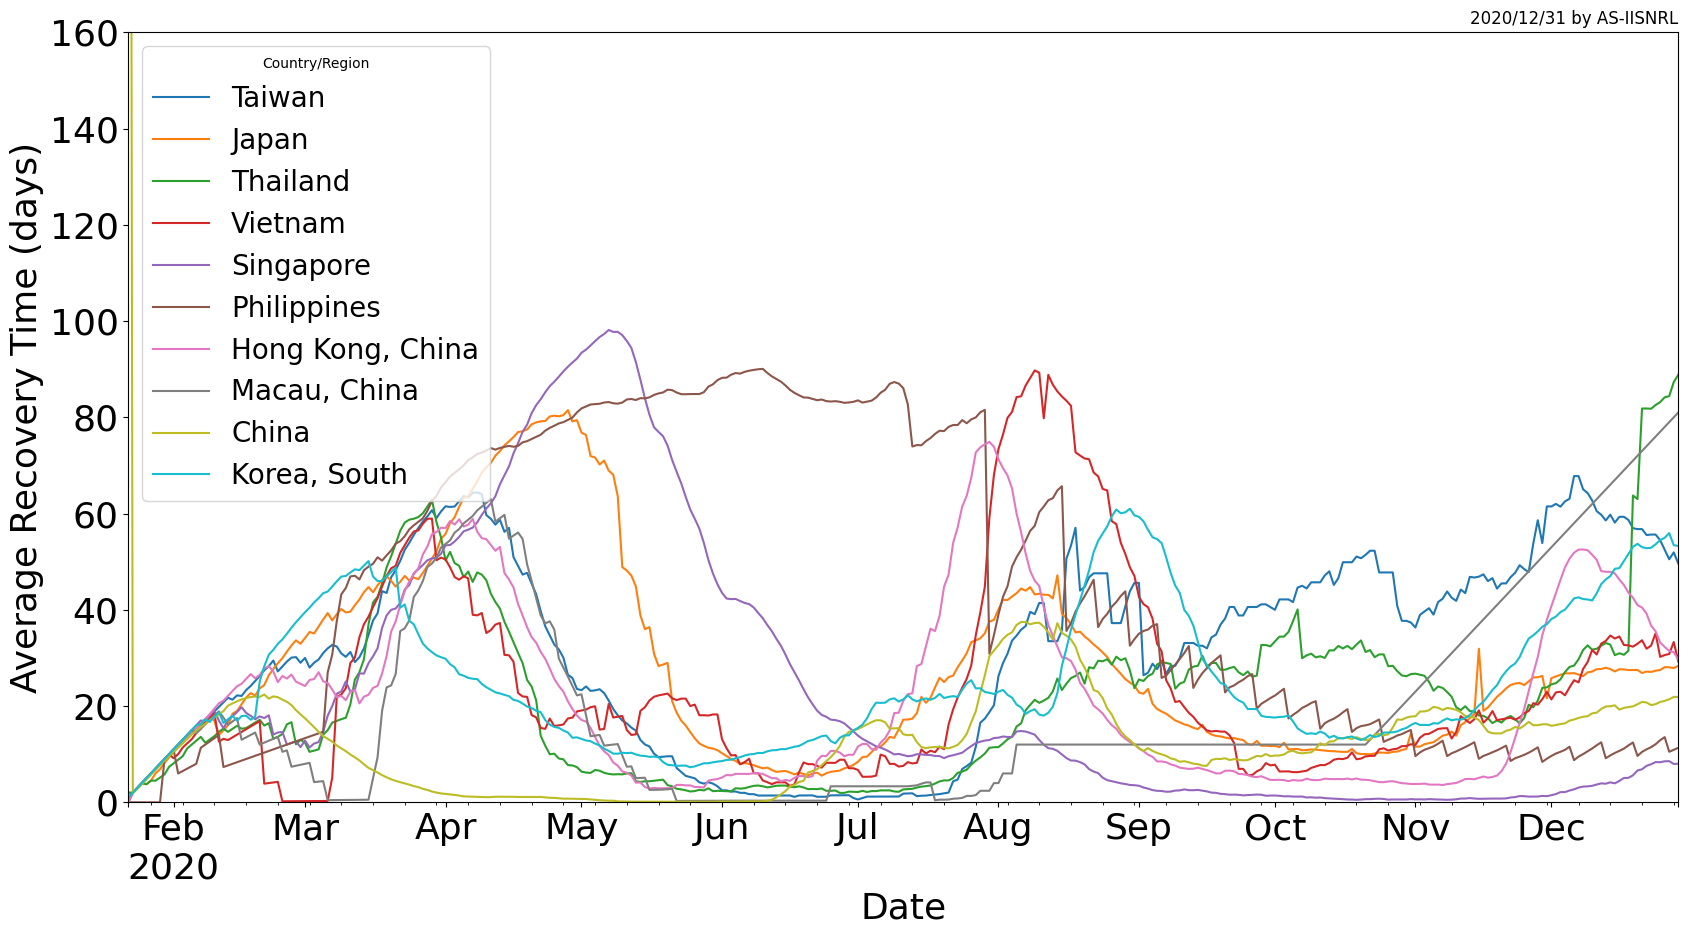 2020/12/31 by AS-IISNRL
160
140
120
100
80
60
40
20
0
Average Recovery Time (days)
Country/Region
Taiwan
Japan
Thailand
Vietnam
Singapore
Philippines
Hong Kong, China
Macau, China
China
Korea, South
Feb Mar Apr May Jun Jul Aug Sep Oct Nov Dec
2020
Date